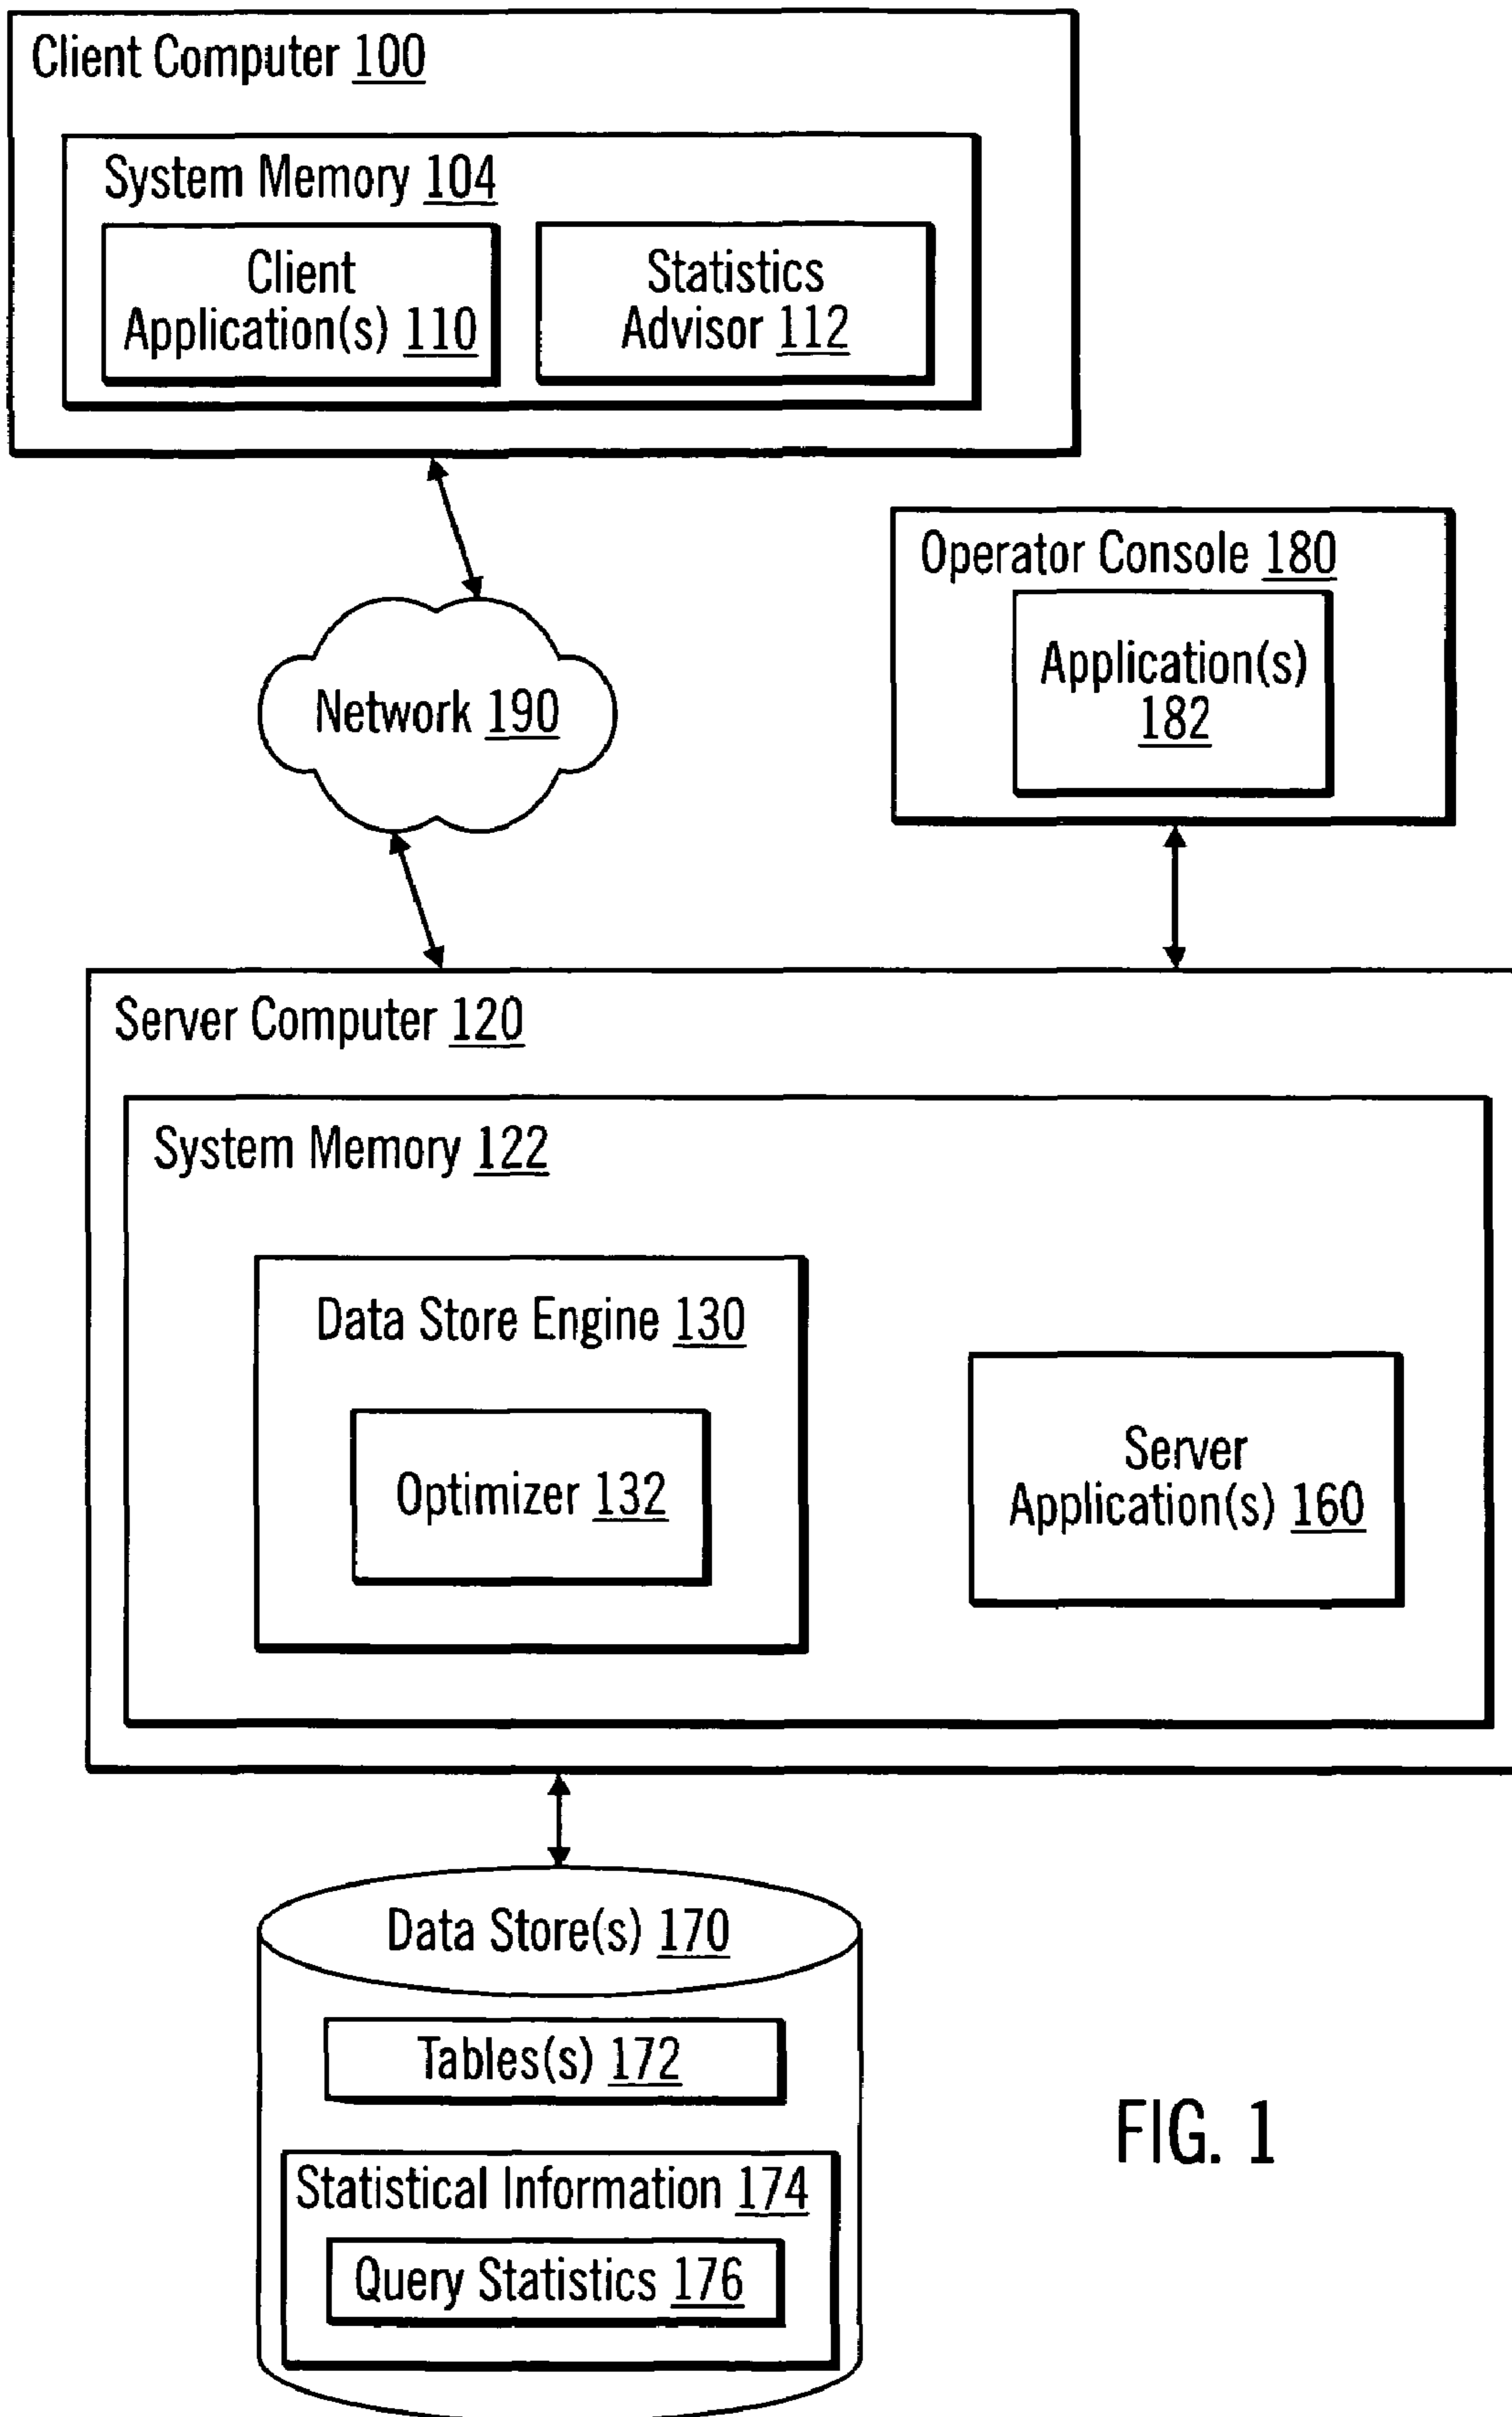 Client Computer 100
System Memory 104
Client
Application(s) 110
Statistics
Advisor 112
Operator Console 180
Application(s)
182
Network 190
Server Computer 120
System Memory 122
Data Store Engine 130
Optimizer 132
Server
Application(s) 160
Data Store(s) 170
Tables(s) 172
Statistical Information 174
Query Statistics 176
FIG. 1